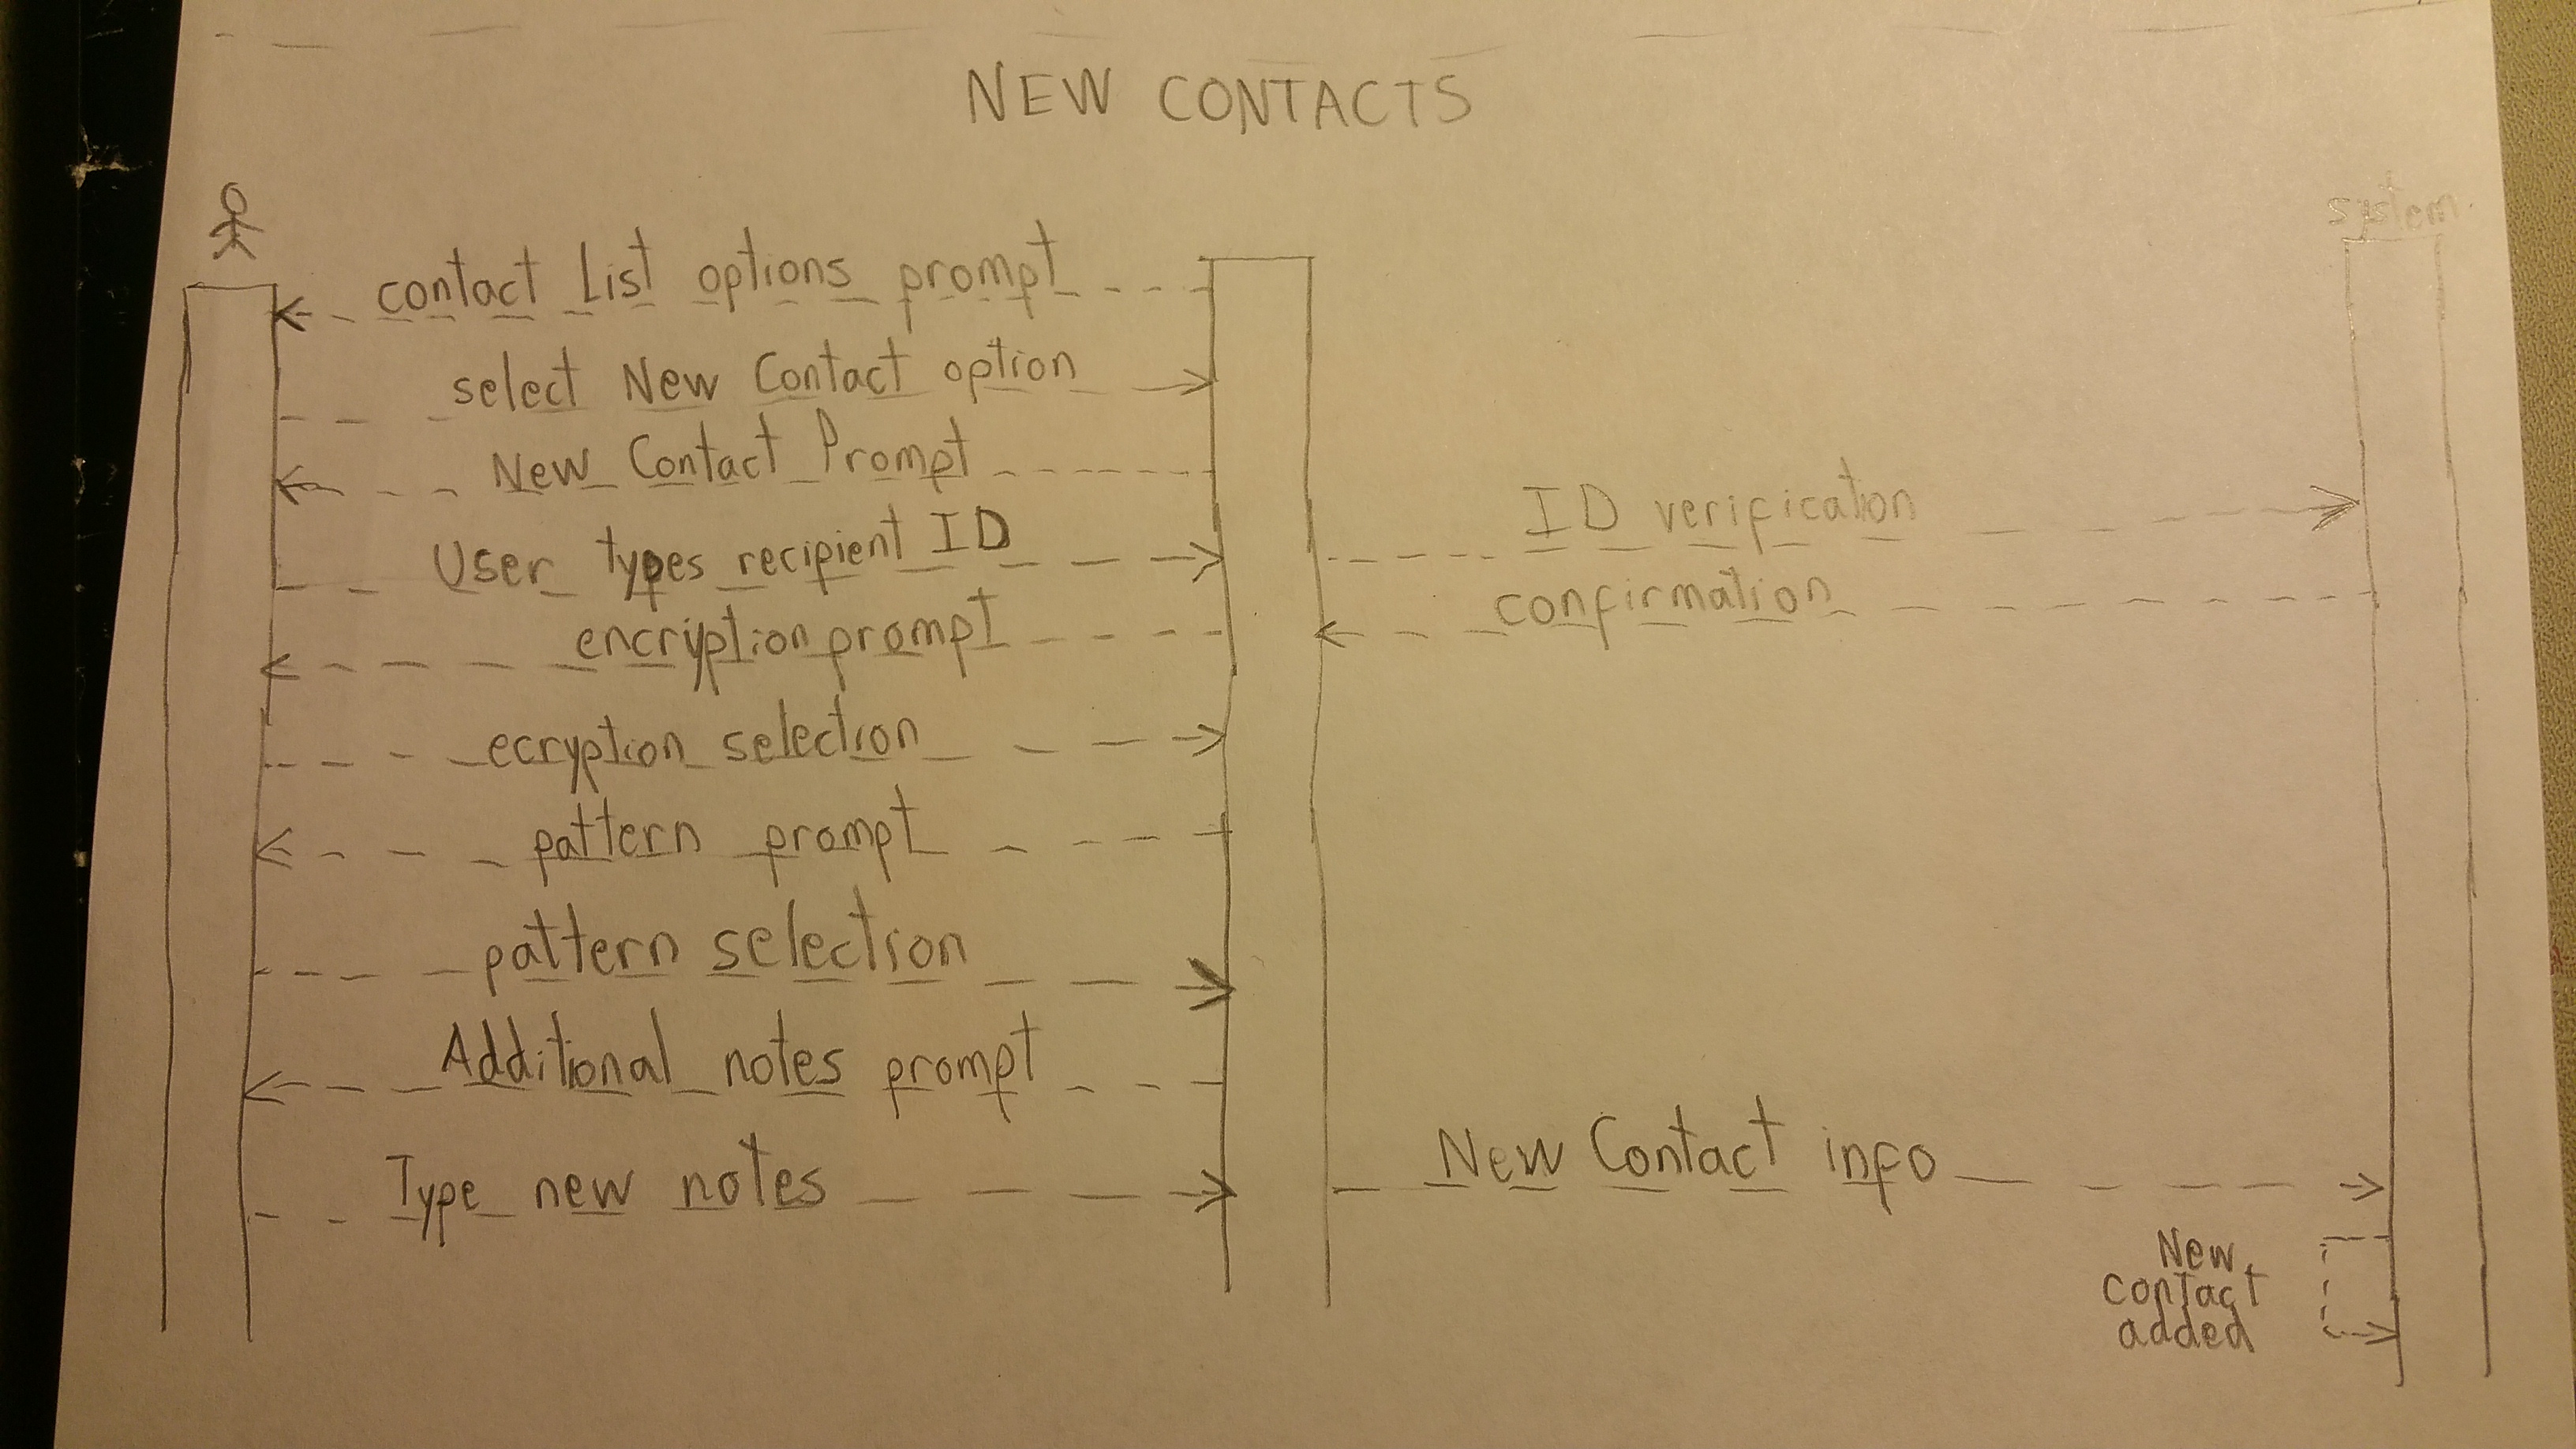 NEW CONTACTS
system
contact List options prompt
select New Contact option
New Contact Prompt
User types recipient ID
ID verification
encryption prompt
confirmation
ecryption selection
pattern prompt
pattern selection
Additional notes prompt
Type new notes
New Contact info
New
contact
added